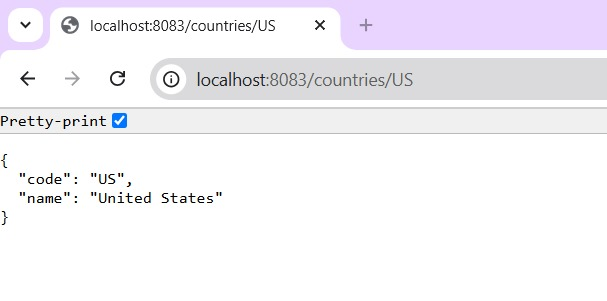 localhost:8083/countries/US
localhost:8083/countries/US
Pretty-print
{
  "code": "US",
  "name": "United States"
}